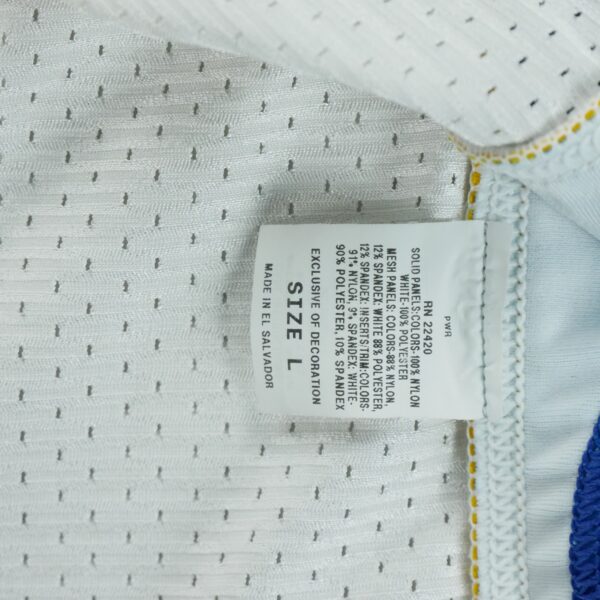 PWR
RN 22420
SOLID PANELS:COLORS-100% NYLON
WHITE-100% POLYESTER
MESH PANELS: COLORS-88% NYLON,
12% SPANDEX: WHITE 88% POLYESTER,
12% SPANDEX: INSERTS:TRIM:COLORS-
91% NYLON, 9% SPANDEX: WHITE-
90% POLYESTER, 10% SPANDEX
EXCLUSIVE OF DECORATION
SIZE L
MADE IN EL SALVADOR